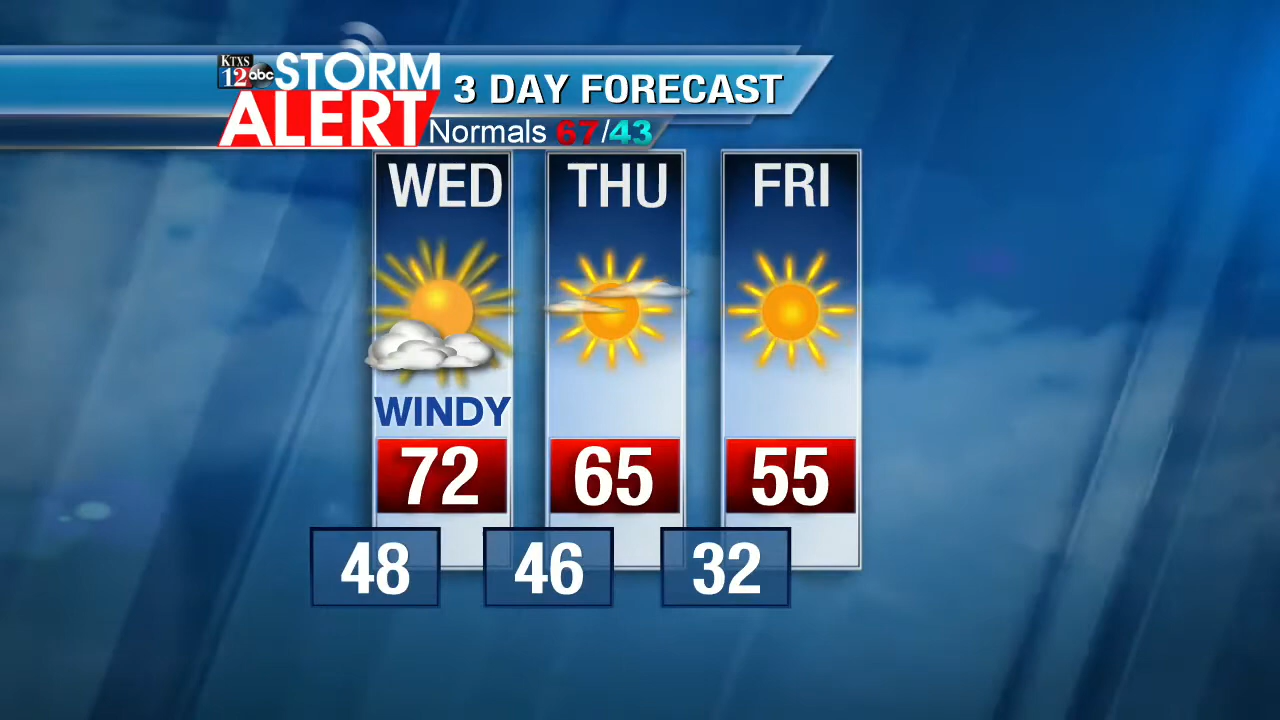 KTXS
12 abc
STORM
ALERT
3 DAY FORECAST
Normals 67/43
WED THU FRI
WINDY
72 65 55
48 46 32